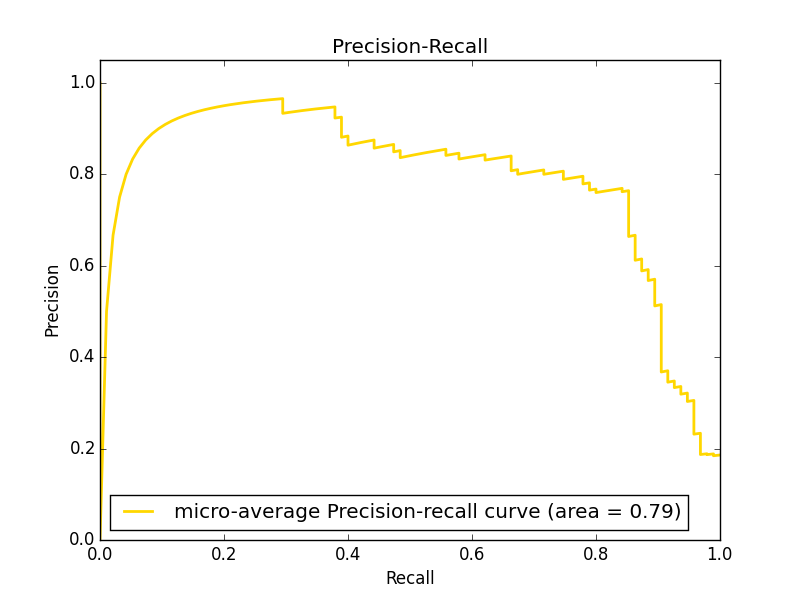 Precision-Recall
1.0
0.8
0.6
0.4
0.2
0.0
Precision
micro-average Precision-recall curve (area = 0.79)
0.0 0.2 0.4 0.6 0.8 1.0
Recall